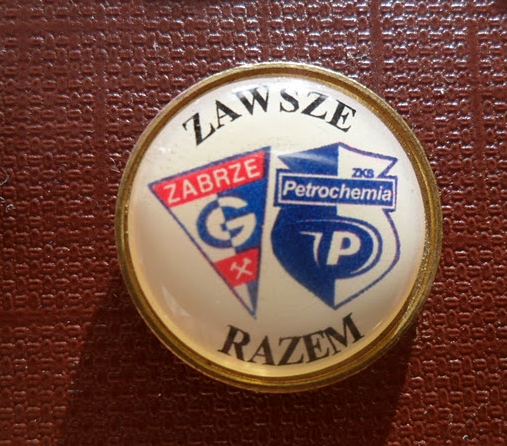 ZAWSZE
ZABRZE
G
ZKS
Petrochemia
P
RAZEM